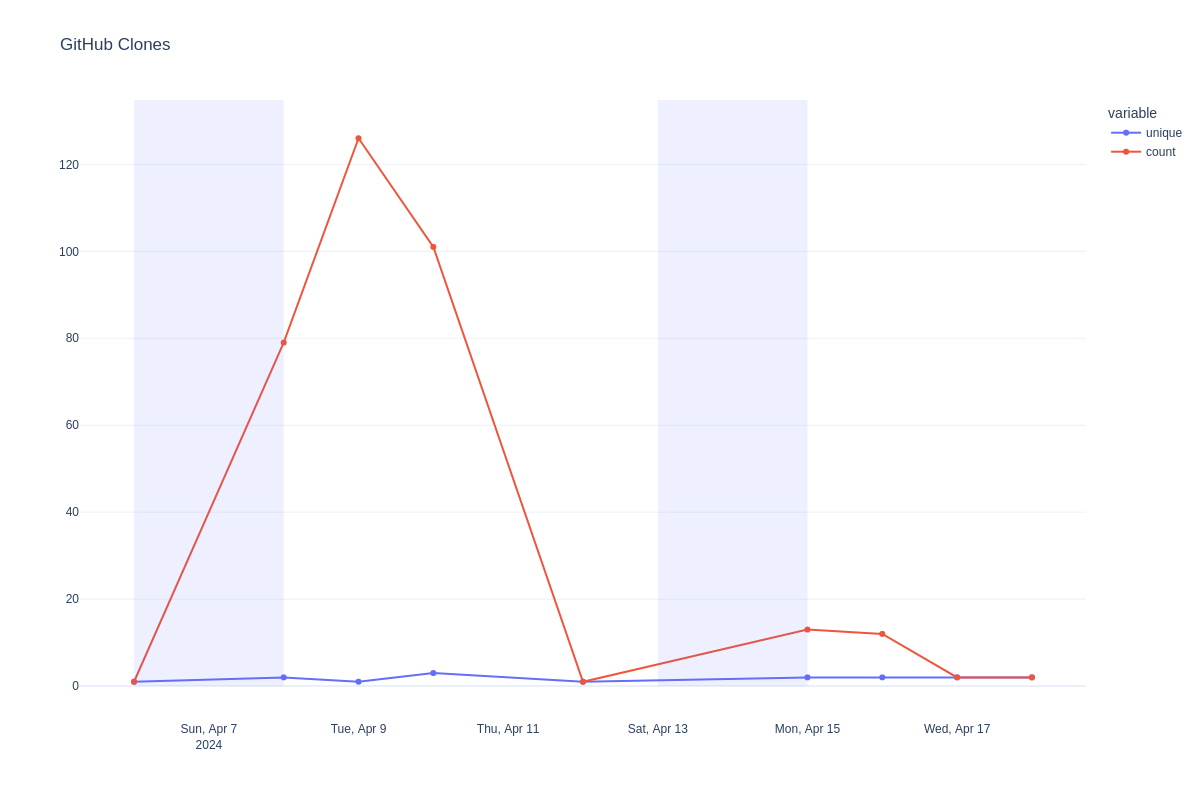 GitHub Clones
variable
unique
count
120
100
80
60
40
20
0
Sun, Apr 7
2024
Tue, Apr 9
Thu, Apr 11
Sat, Apr 13
Mon, Apr 15
Wed, Apr 17